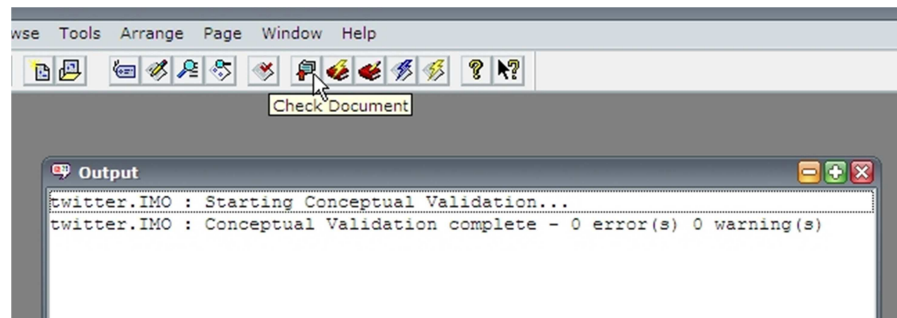 Tools Arrange Page Window Help
Check Document
Output
twitter.IMO : Starting Conceptual Validation...
twitter.IMO : Conceptual Validation complete - 0 error(s) 0 warning(s)